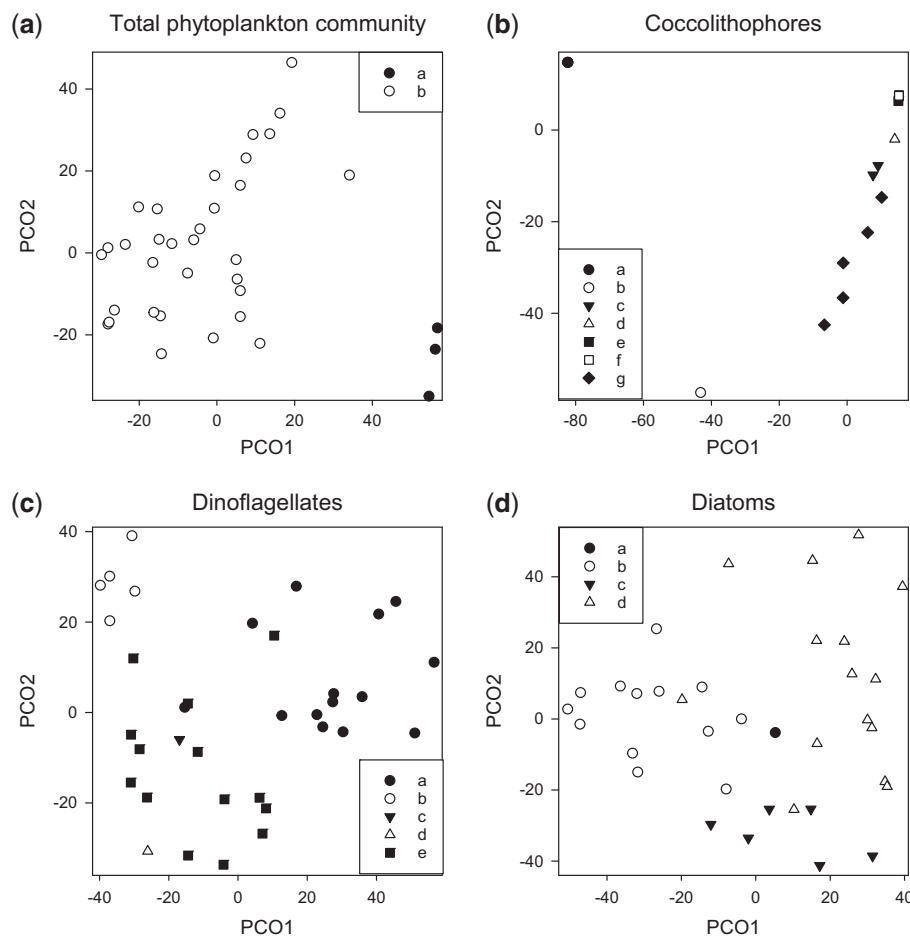 (a) Total phytoplankton community
40
20
0
-20
PCO2
-20 0 20 40
PCO1
a
b
(b) Coccolithophores
0
-20
-40
PCO2
-80 -60 -40 -20 0
PCO1
a
b
c
d
e
f
g
(c) Dinoflagellates
40
20
0
-20
PCO2
-40 -20 0 20 40
PCO1
a
b
c
d
e
(d) Diatoms
40
20
0
-20
-40
PCO2
-40 -20 0 20 40
PCO1
a
b
c
d